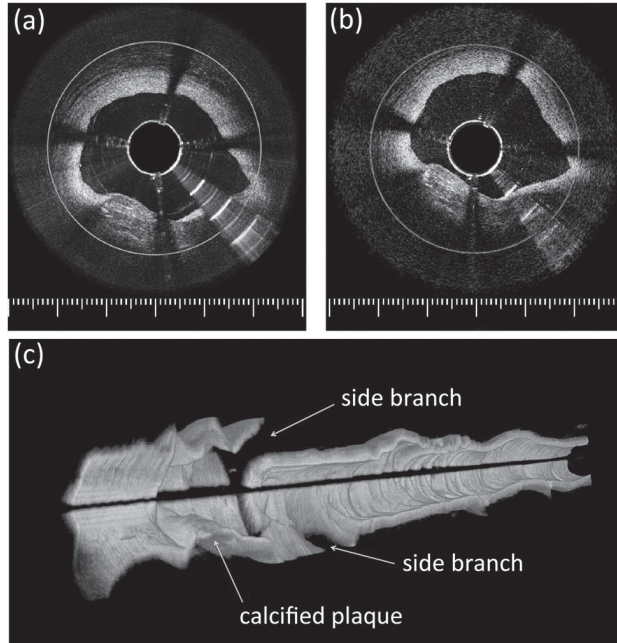 (a)
(b)
(c)
side branch
side branch
calcified plaque